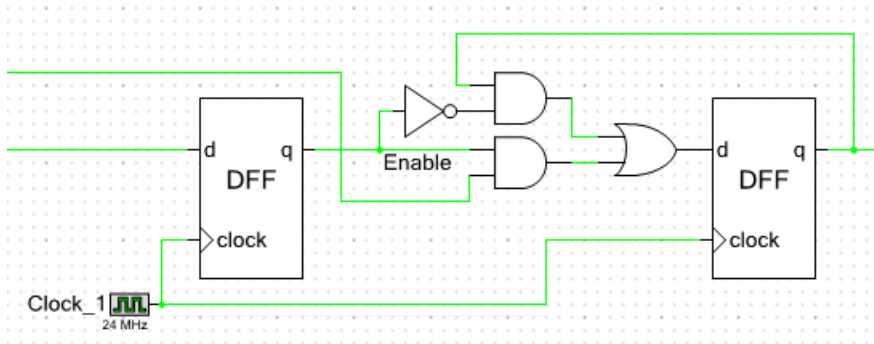 d q
DFF
clock
Enable
d q
DFF
clock
Clock_1
24 MHz